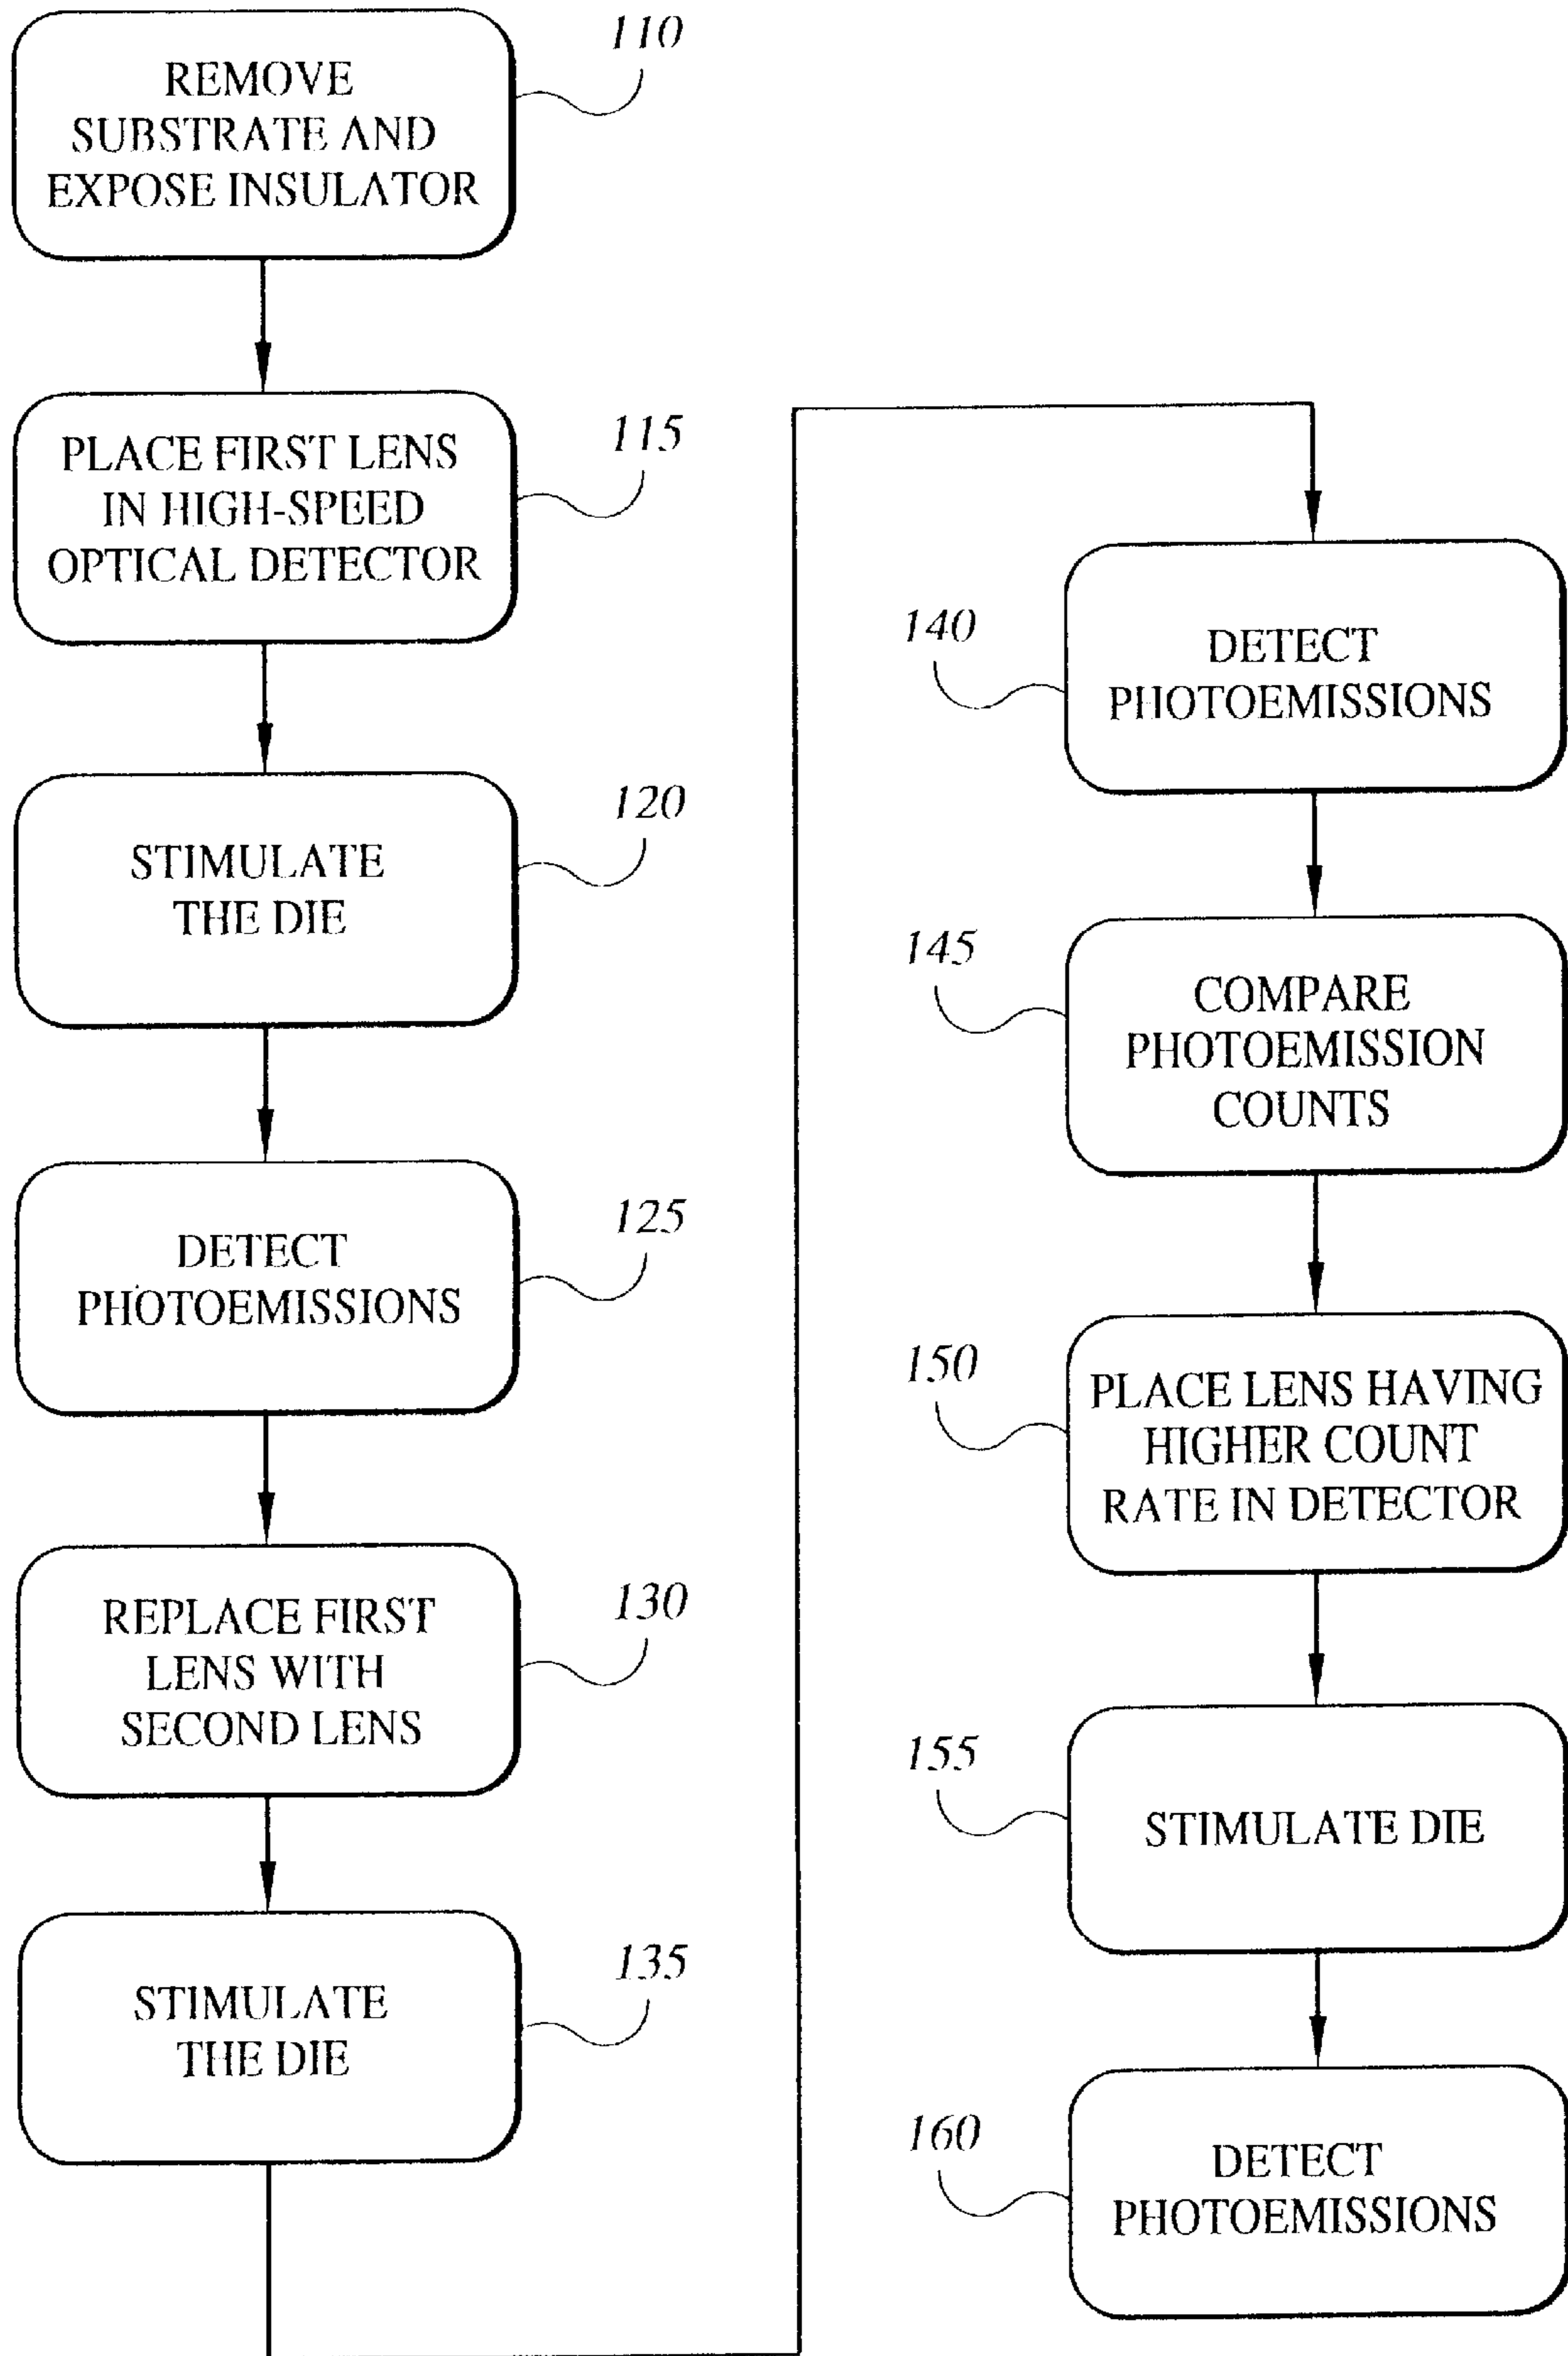 110
REMOVE
SUBSTRATE AND
EXPOSE INSULATOR
115
PLACE FIRST LENS
IN HIGH-SPEED
OPTICAL DETECTOR
120
STIMULATE
THE DIE
125
DETECT
PHOTOEMISSIONS
130
REPLACE FIRST
LENS WITH
SECOND LENS
135
STIMULATE
THE DIE
140
DETECT
PHOTOEMISSIONS
145
COMPARE
PHOTOEMISSION
COUNTS
150
PLACE LENS HAVING
HIGHER COUNT
RATE IN DETECTOR
155
STIMULATE DIE
160
DETECT
PHOTOEMISSIONS